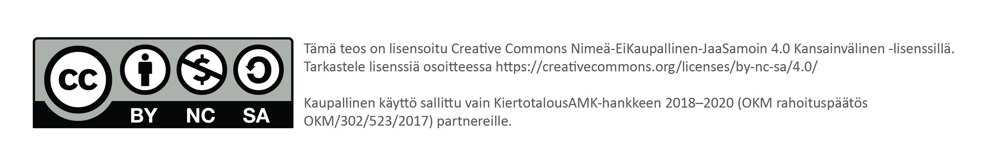 Tämä teos on lisensoitu Creative Commons Nimeä-EiKaupallinen-JaaSamoin 4.0 Kansainvälinen -lisenssillä.
Tarkastele lisenssiä osoitteessa https://creativecommons.org/licenses/by-nc-sa/4.0/
Kaupallinen käyttö sallittu vain KiertotalousAMK-hankkeen 2018–2020 (OKM rahoituspäätös
OKM/302/523/2017) partnereille.
cc
BY NC SA